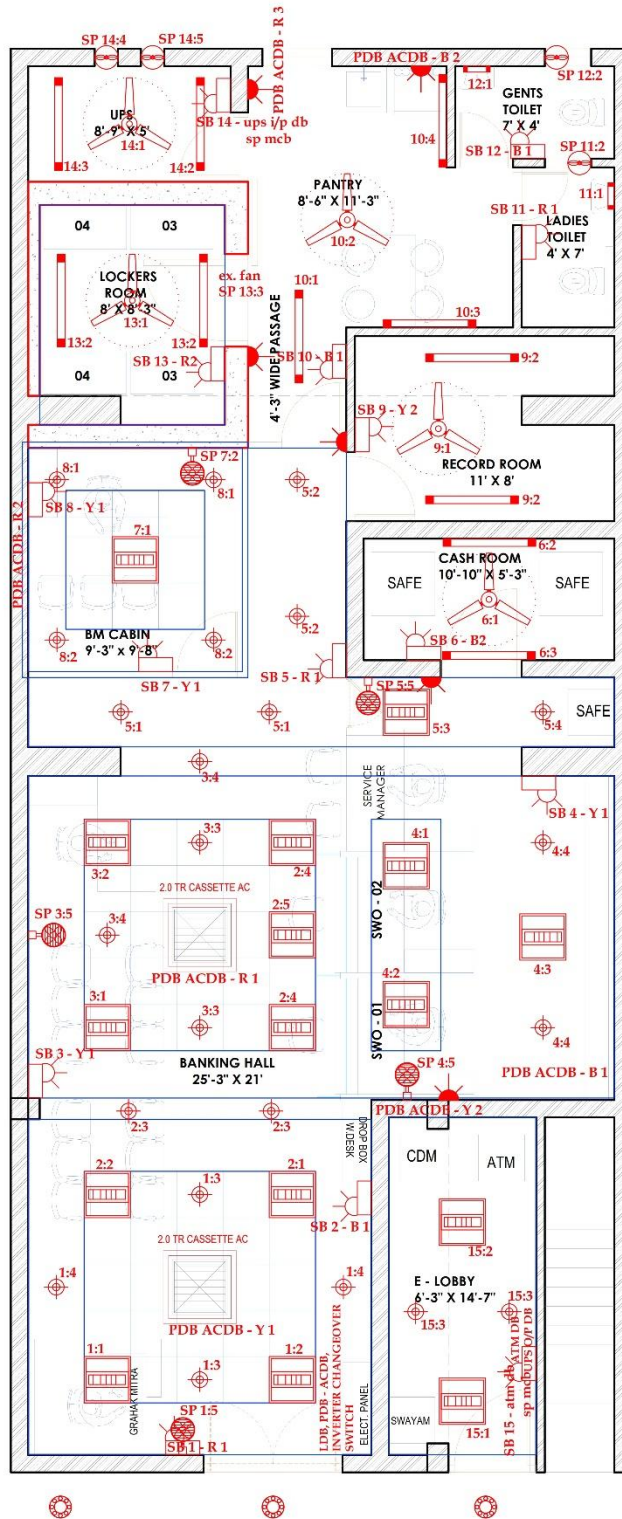 SP 14:4
SP 14:5
PDB ACDB - R 3
PDB ACDB - B 2
SP 12:2
UPS
8'-9" X 5'
14:1
14:3
14:2
SB 14 - ups i/p db
sp mcb
12:1
GENTS
TOILET
7' X 4'
10:4
SB 12 - B 1
SP 11:2
PANTRY
8'-6" X 11'-3"
10:2
11:1
SB 11 - R 1
LADIES
TOILET
4' X 7'
04
03
LOCKERS
ROOM
8' X 8'-3"
13:1
13:2
13:2
ex. fan
SP 13:3
10:1
10:3
04
03
SB 13 - R2
4'-3" WIDE PASSAGE
SB 10 - B 1
9:2
SB 9 - Y 2
9:1
RECORD ROOM
11' X 8'
9:2
SP 7:2
8:1
8:1
5:2
SB 8 - Y 1
PDB ACDB - R 2
7:1
6:2
CASH ROOM
10'-10" X 5'-3"
SAFE
SAFE
6:1
5:2
BM CABIN
9'-3" X 9'-8"
8:2
8:2
SB 6 - B2
6:3
SB 7 - Y 1
SB 5 - R 1
SP 5:5
5:1
5:1
5:3
5:4
SAFE
3:4
SERVICE
MANAGER
SB 4 - Y 1
3:2
3:3
2:4
4:1
4:4
2.0 TR CASSETTE AC
SWO - 02
SP 3:5
3:4
2:5
4:3
PDB ACDB - R 1
3:1
3:3
2:4
4:2
4:4
SWO - 01
SB 3 - Y 1
BANKING HALL
25'-3" X 21'
SP 4:5
PDB ACDB - B 1
PDB ACDB - Y 2
2:3
2:3
DROP BOX
W.DESK
CDM
ATM
2:2
1:3
2:1
SB 2 - B 1
2.0 TR CASSETTE AC
15:2
1:4
1:4
E - LOBBY
6'-3" X 14'-7"
15:3
15:3
PDB ACDB - Y 1
1:1
1:3
1:2
GRAHAK MITRA
LDB, PDB - ACDB,
INVERTER CHANGEOVER
SWITCH
ELECT. PANEL
SWAYAM
15:1
SB 15 - atm db
sp mcb
ATM DB
UPS O/P DB
SP 1:5
SB 1 - R 1